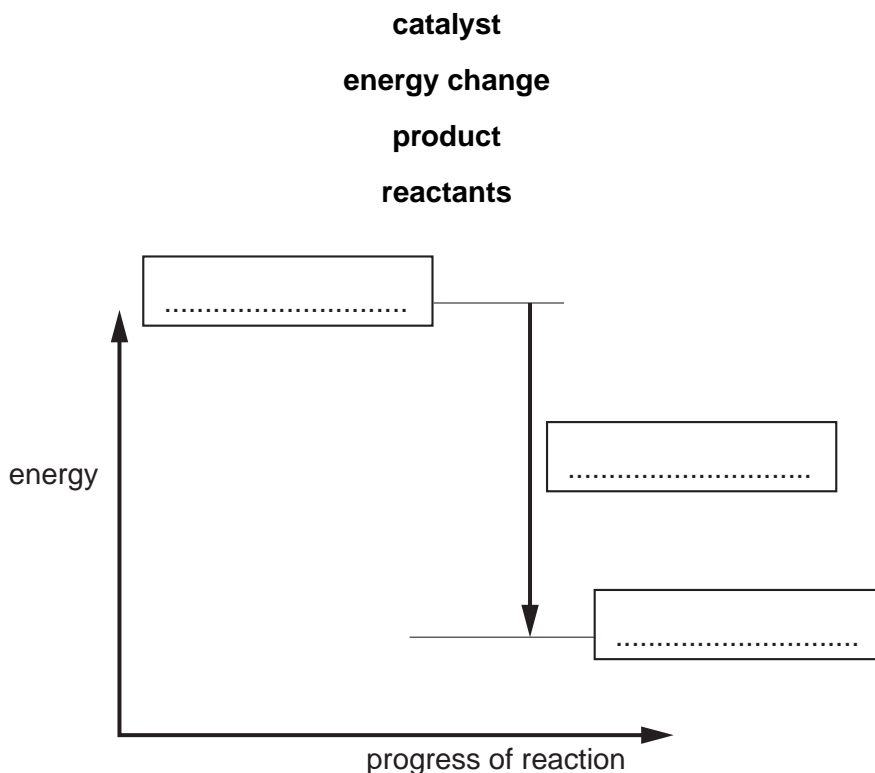 catalyst
energy change
product
reactants
.............................
energy
.............................
.............................
progress of reaction